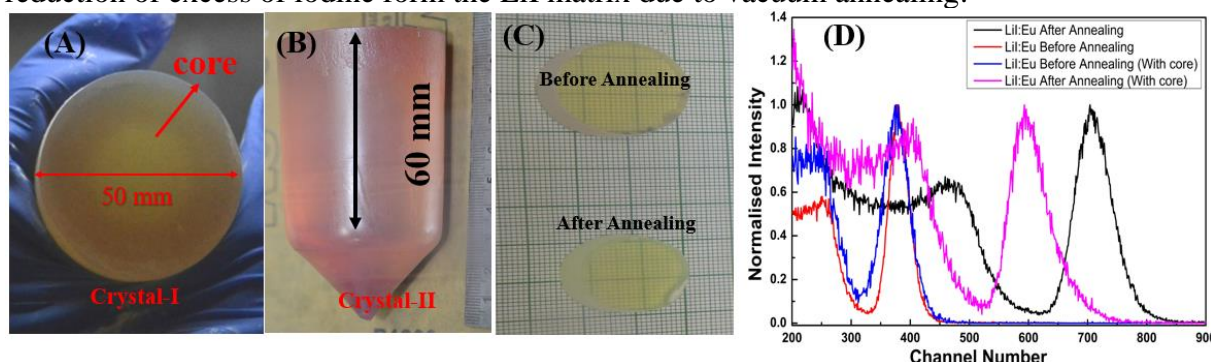 reduction of excess of iodine form the LiI matrix due to vacuum annealing.
(A)
core
50 mm
Crystal-I
(B)
60 mm
Crystal-II
(C)
Before Annealing
After Annealing
(D)
LiI:Eu After Annealing
LiI:Eu Before Annealing
LiI:Eu Before Annealing (With core)
LiI:Eu After Annealing (With core)
Normalised Intensity
1.4
1.2
1.0
0.8
0.6
0.4
0.2
0.0
200 300 400 500 600 700 800 900
Channel Number